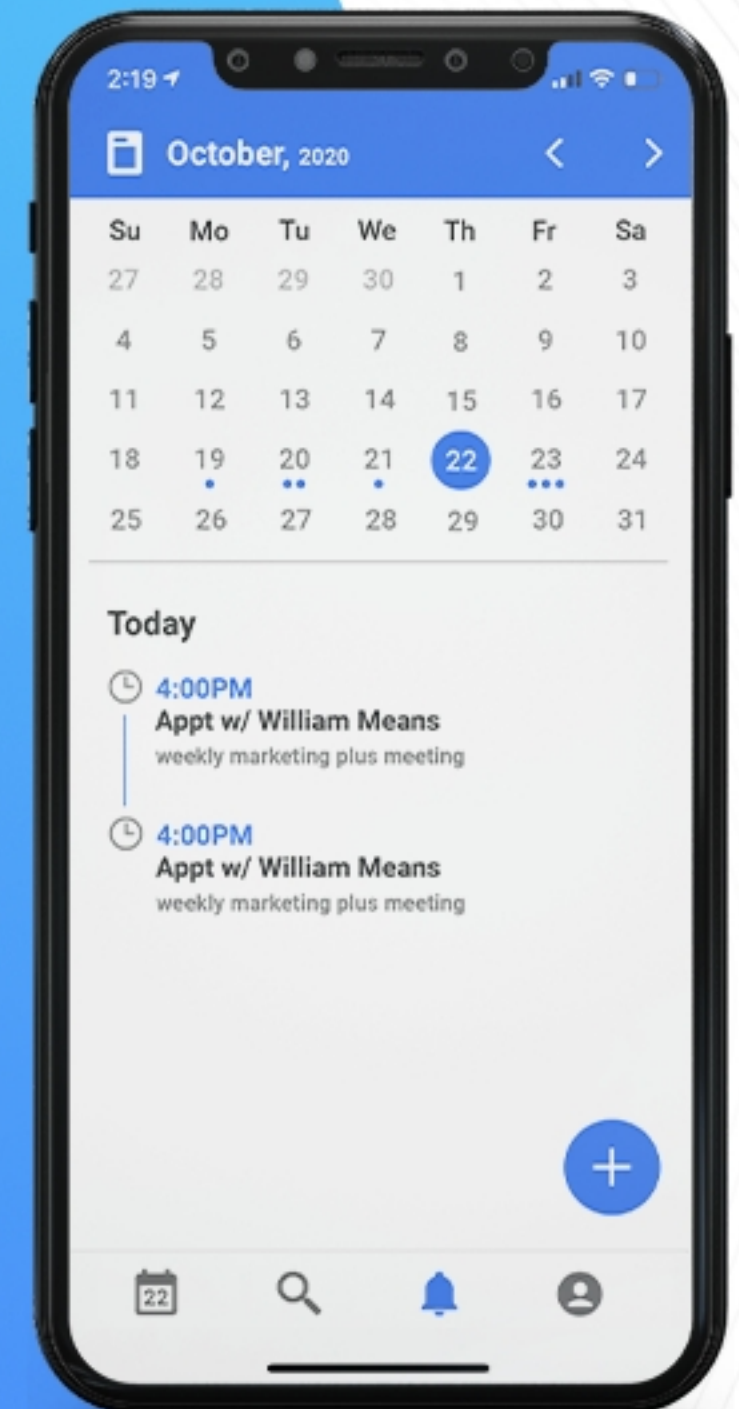 2:19
October, 2020
Su Mo Tu We Th Fr Sa
27 28 29 30 1 2 3
4 5 6 7 8 9 10
11 12 13 14 15 16 17
18 19 20 21 22 23 24
25 26 27 28 29 30 31
Today
4:00PM
Appt w/ William Means
weekly marketing plus meeting
4:00PM
Appt w/ William Means
weekly marketing plus meeting
22